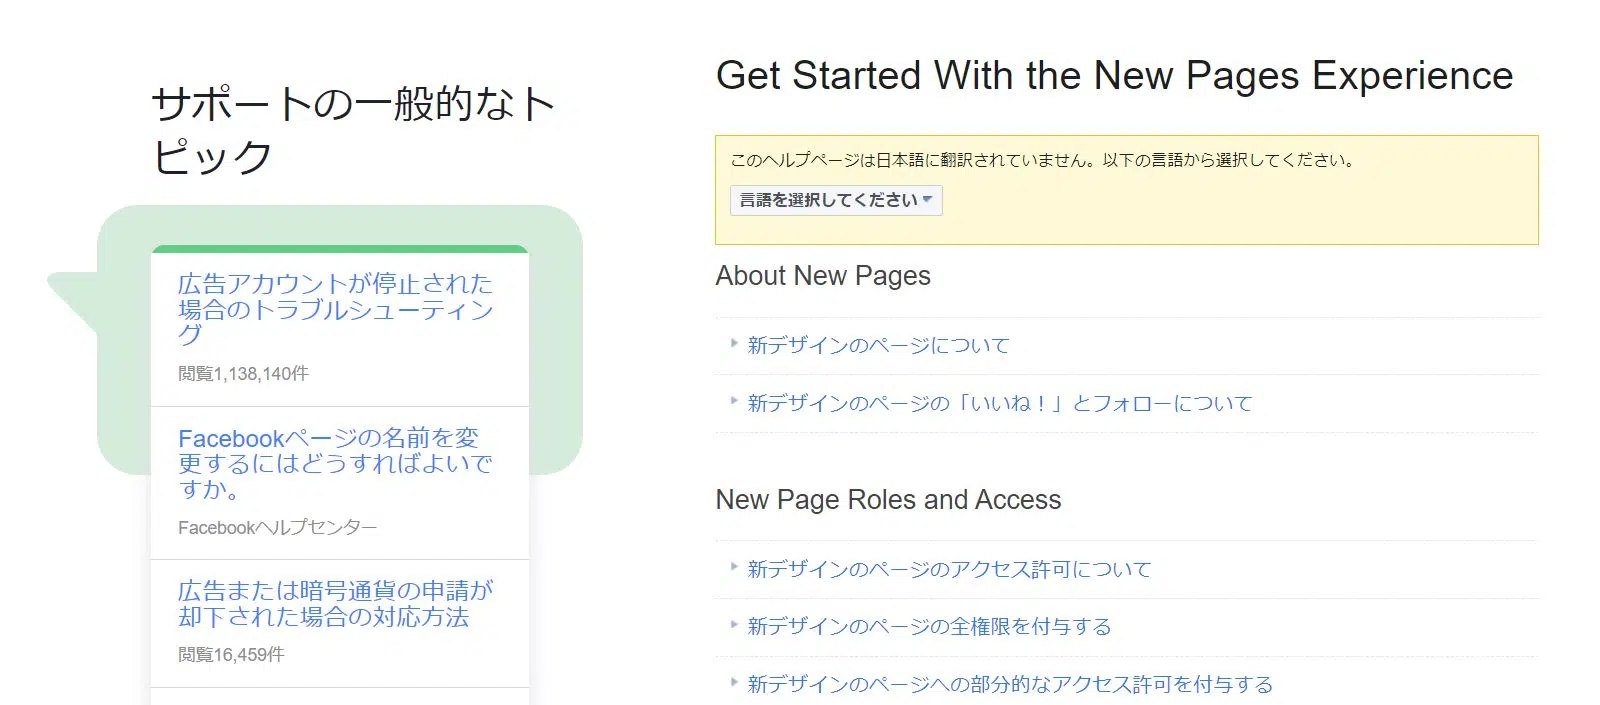 サポートの一般的なト
ピック
広告アカウントが停止された
場合のトラブルシューティン
グ
閲覧1,138,140件
Facebookページの名前を変
更するにはどうすればよいで
すか。
Facebookヘルプセンター
広告または暗号通貨の申請が
却下された場合の対応方法
閲覧16,459件
Get Started With the New Pages Experience
このヘルプページは日本語に翻訳されていません。以下の言語から選択してください。
言語を選択してください
About New Pages
新デザインのページについて
新デザインのページの「いいね！」とフォローについて
New Page Roles and Access
新デザインのページのアクセス許可について
新デザインのページの全権限を付与する
新デザインのページへの部分的なアクセス許可を付与する